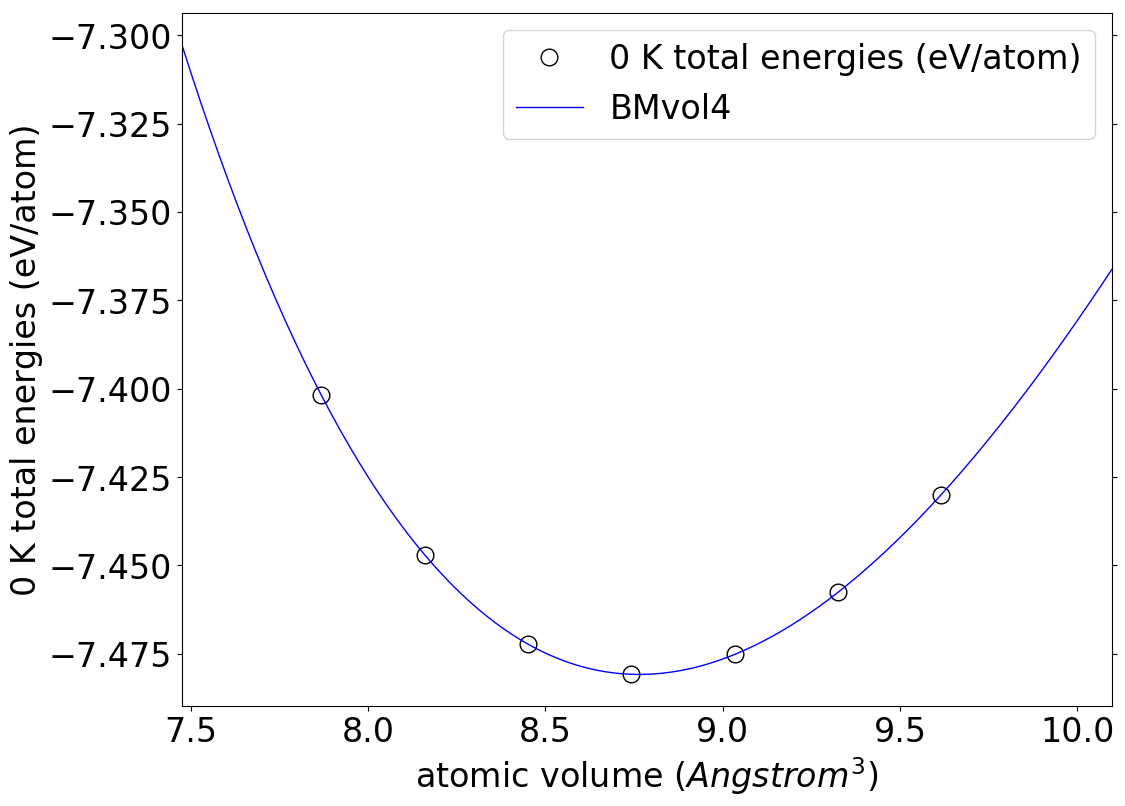 −7.300
−7.325
−7.350
−7.375
−7.400
−7.425
−7.450
−7.475
0 K total energies (eV/atom)
0 K total energies (eV/atom)
BMvol4
7.5 8.0 8.5 9.0 9.5 10.0
atomic volume (Angstrom³)